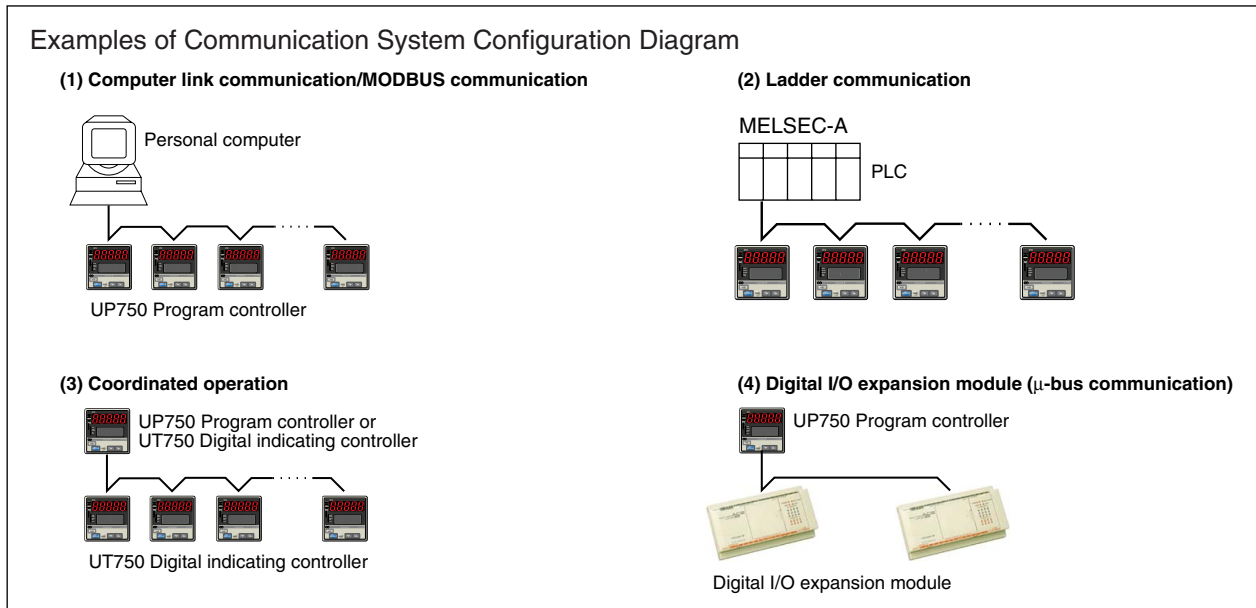 Examples of Communication System Configuration Diagram
(1) Computer link communication/MODBUS communication
Personal computer
UP750 Program controller
(2) Ladder communication
MELSEC-A
PLC
(3) Coordinated operation
UP750 Program controller or
UT750 Digital indicating controller
UT750 Digital indicating controller
(4) Digital I/O expansion module (μ-bus communication)
UP750 Program controller
Digital I/O expansion module